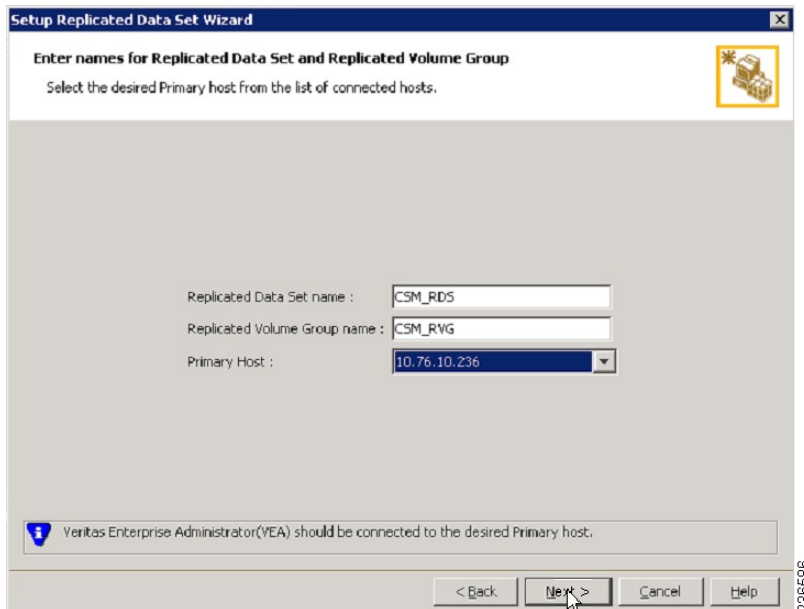 Setup Replicated Data Set Wizard
Enter names for Replicated Data Set and Replicated Volume Group
Select the desired Primary host from the list of connected hosts.
Replicated Data Set name : CSM_RDS
Replicated Volume Group name : CSM_RVG
Primary Host : 10.76.10.236
Veritas Enterprise Administrator(VEA) should be connected to the desired Primary host.
< Back Next > Cancel Help